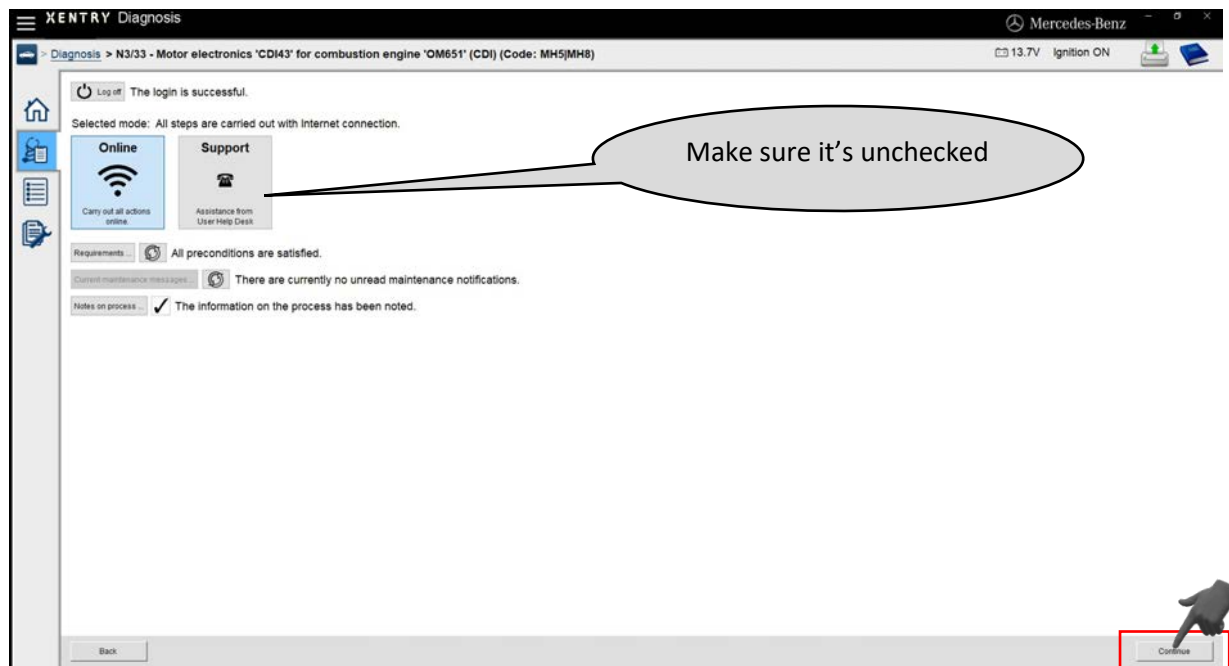 XENTRY Diagnosis
Mercedes-Benz
> Diagnosis > N3/33 - Motor electronics 'CDI43' for combustion engine 'OM651' (CDI) (Code: MH5|MH8)
13.7V Ignition ON
Log off The login is successful.
Selected mode: All steps are carried out with Internet connection.
Online
Support
Carry out all actions
online.
Assistance from
User Help Desk
Make sure it's unchecked
Requirements ... All preconditions are satisfied.
Current maintenance messages ... There are currently no unread maintenance notifications.
Notes on process ... The information on the process has been noted.
Back
Continue